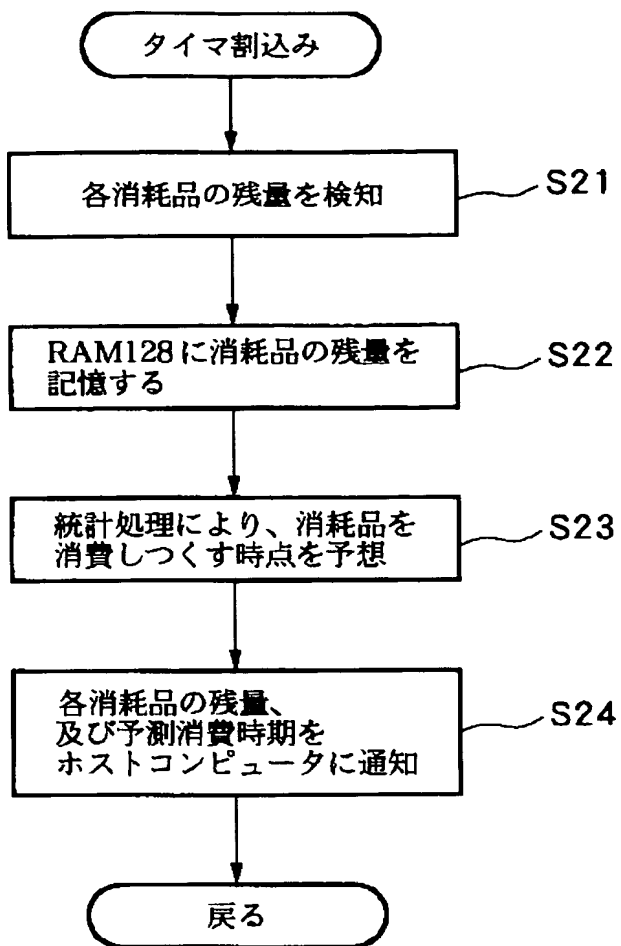 タイマ割込み
各消耗品の残量を検知
S21
RAM128に消耗品の残量を
記憶する
S22
統計処理により、消耗品を
消費しつくす時点を予想
S23
各消耗品の残量、
及び予測消費時期を
ホストコンピュータに通知
S24
戻る